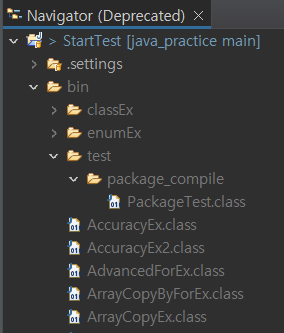 Navigator (Deprecated)
> StartTest [java_practice main]
.settings
bin
classEx
enumEx
test
package_compile
PackageTest.class
AccuracyEx.class
AccuracyEx2.class
AdvancedForEx.class
ArrayCopyByForEx.class
ArrayCopyEx.class